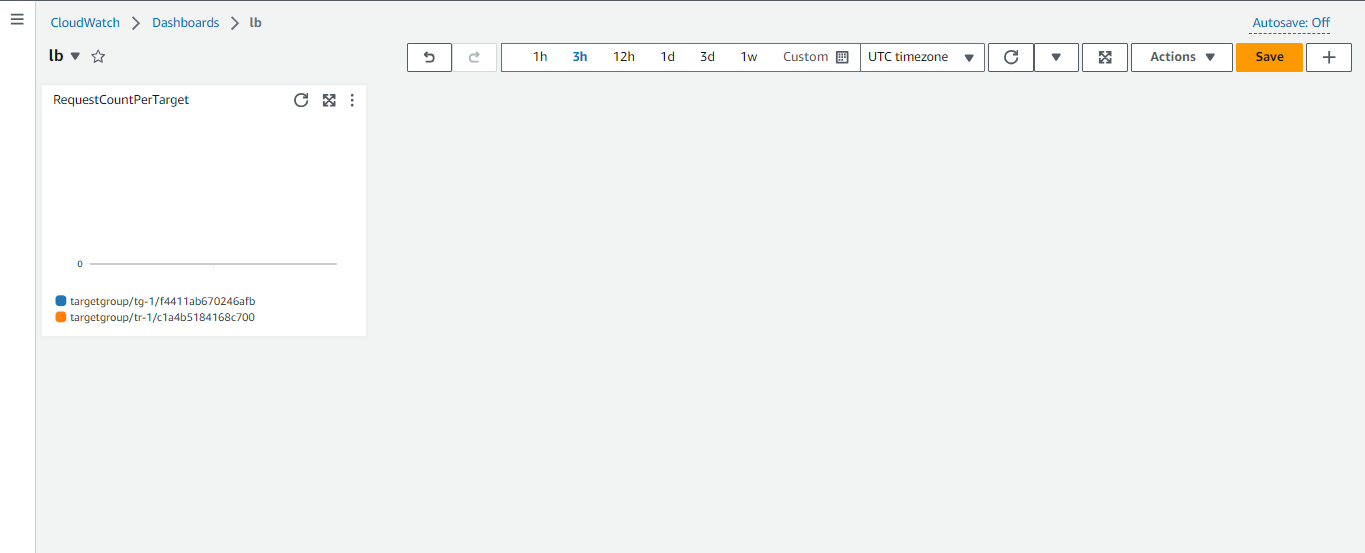 CloudWatch > Dashboards > lb
Autosave: Off
lb
1h 3h 12h 1d 3d 1w Custom UTC timezone Actions Save
RequestCountPerTarget
0
targetgroup/tg-1/f4411ab670246afb
targetgroup/tr-1/c1a4b5184168c700